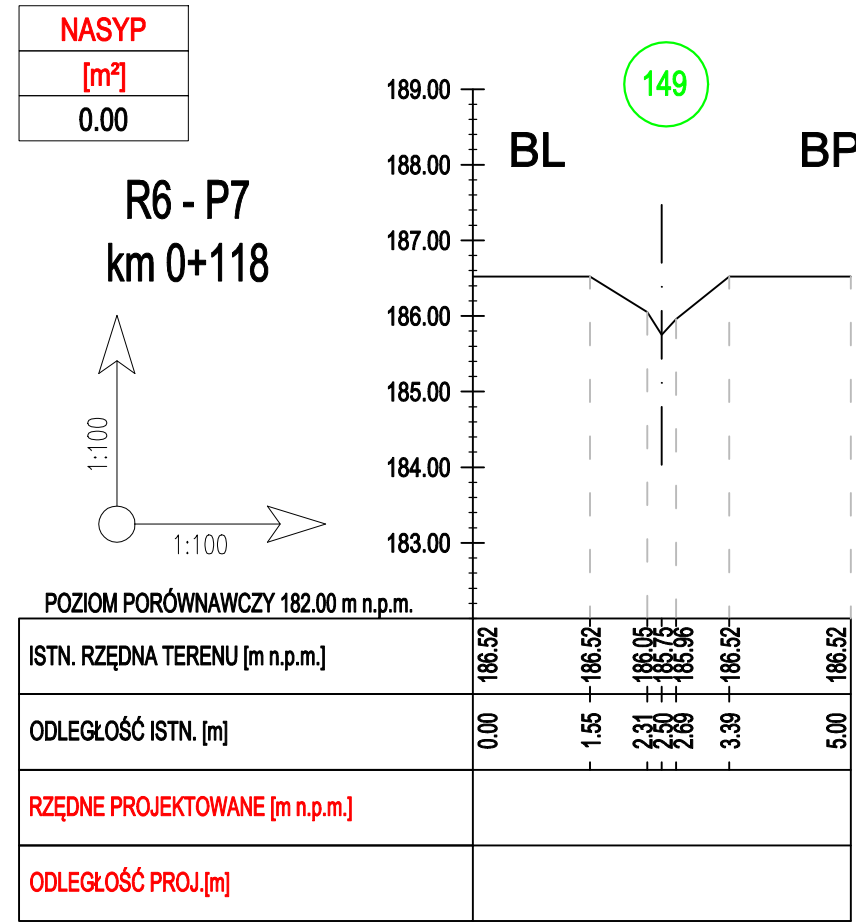 NASYP
[m²]
0.00
149
189.00
188.00
187.00
186.00
185.00
184.00
183.00
BL
BP
R6 - P7
km 0+118
1:100
1:100
POZIOM PORÓWNAWCZY 182.00 m n.p.m.
ISTN. RZĘDNA TERENU [m n.p.m.]
186.52
186.52
186.05
185.75
185.96
186.52
186.52
ODLEGŁOŚĆ ISTN. [m]
0.00
1.55
2.31
2.50
2.69
3.39
5.00
RZĘDNE PROJEKTOWANE [m n.p.m.]
ODLEGŁOŚĆ PROJ.[m]